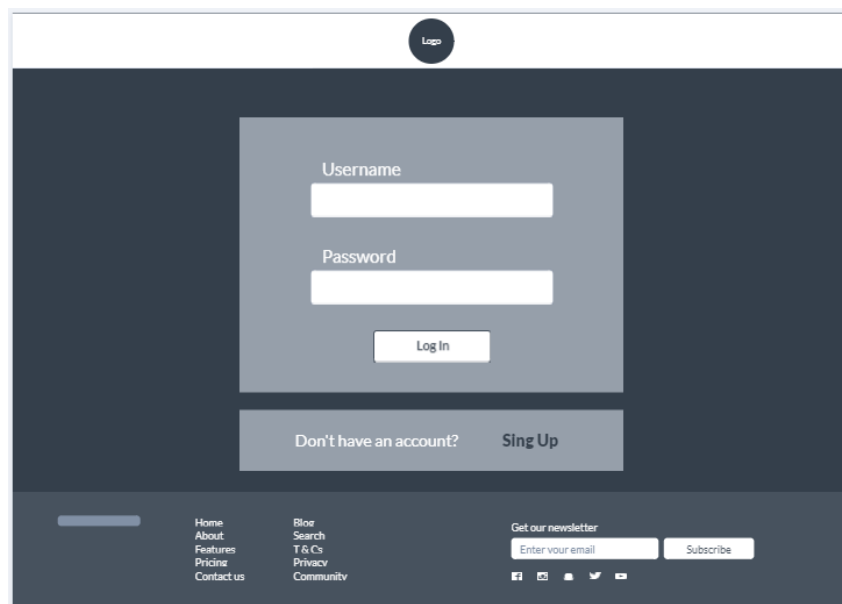 Logo
Username
Password
Log In
Don't have an account? Sing Up
Home
About
Features
Pricing
Contact us
Blog
Search
T & Cs
Privacy
Community
Get our newsletter
Enter your email
Subscribe